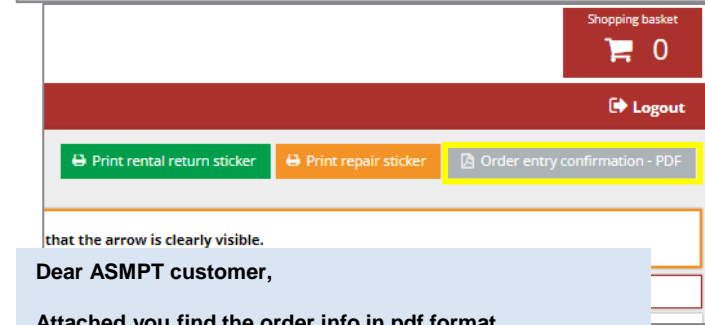 Shopping basket
0
Logout
Print rental return sticker Print repair sticker Order entry confirmation - PDF
that the arrow is clearly visible.
Dear ASMPT customer,
Attached you find the order info in pdf format